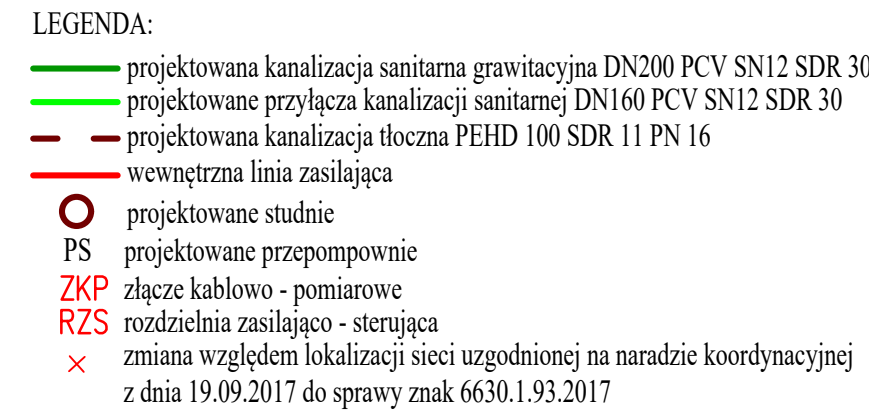 LEGENDA:
projektowana kanalizacja sanitarna grawitacyjna DN200 PCV SN12 SDR 30
projektowane przyłącza kanalizacji sanitarnej DN160 PCV SN12 SDR 30
projektowana kanalizacja tłoczna PEHD 100 SDR 11 PN 16
wewnętrzna linia zasilająca
projektowane studnie
PS projektowane przepompownie
ZKP złącze kablowo - pomiarowe
RZS rozdzielnia zasilająco - sterująca
zmiana względem lokalizacji sieci uzgodnionej na naradzie koordynacyjnej
z dnia 19.09.2017 do sprawy znak 6630.1.93.2017